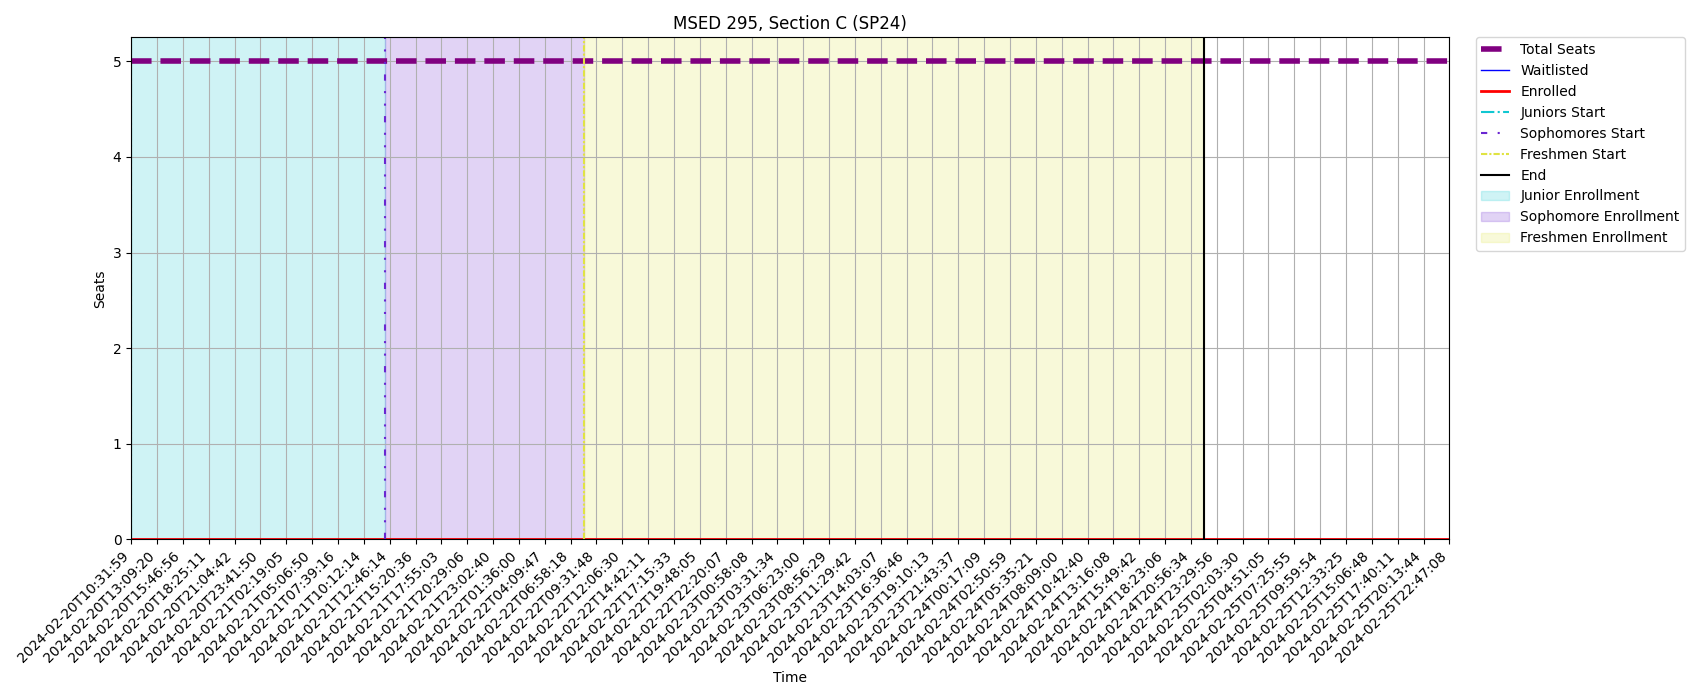 MSED 295, Section C (SP24)
Total Seats
Waitlisted
Enrolled
Juniors Start
Sophomores Start
Freshmen Start
End
Junior Enrollment
Sophomore Enrollment
Freshmen Enrollment
Seats
5
4
3
2
1
0
2024-02-20T10:31:59
2024-02-20T13:09:20
2024-02-20T15:46:56
2024-02-20T18:25:11
2024-02-20T21:04:42
2024-02-20T23:41:50
2024-02-21T02:19:05
2024-02-21T05:06:50
2024-02-21T07:39:16
2024-02-21T10:12:14
2024-02-21T12:46:14
2024-02-21T15:20:36
2024-02-21T17:55:03
2024-02-21T20:29:06
2024-02-21T23:02:40
2024-02-22T01:36:00
2024-02-22T04:09:47
2024-02-22T06:58:18
2024-02-22T09:31:48
2024-02-22T12:06:30
2024-02-22T14:42:11
2024-02-22T17:15:33
2024-02-22T19:48:05
2024-02-22T22:20:07
2024-02-23T00:58:08
2024-02-23T03:31:34
2024-02-23T06:23:00
2024-02-23T08:56:29
2024-02-23T11:29:42
2024-02-23T14:03:07
2024-02-23T16:36:46
2024-02-23T19:10:13
2024-02-23T21:43:37
2024-02-24T00:17:09
2024-02-24T02:50:59
2024-02-24T05:35:21
2024-02-24T08:09:00
2024-02-24T10:42:40
2024-02-24T13:16:08
2024-02-24T15:49:42
2024-02-24T18:23:06
2024-02-24T20:56:34
2024-02-24T23:29:56
2024-02-25T02:03:30
2024-02-25T04:51:05
2024-02-25T07:25:55
2024-02-25T09:59:54
2024-02-25T12:33:25
2024-02-25T15:06:48
2024-02-25T17:40:11
2024-02-25T20:13:44
2024-02-25T22:47:08
Time